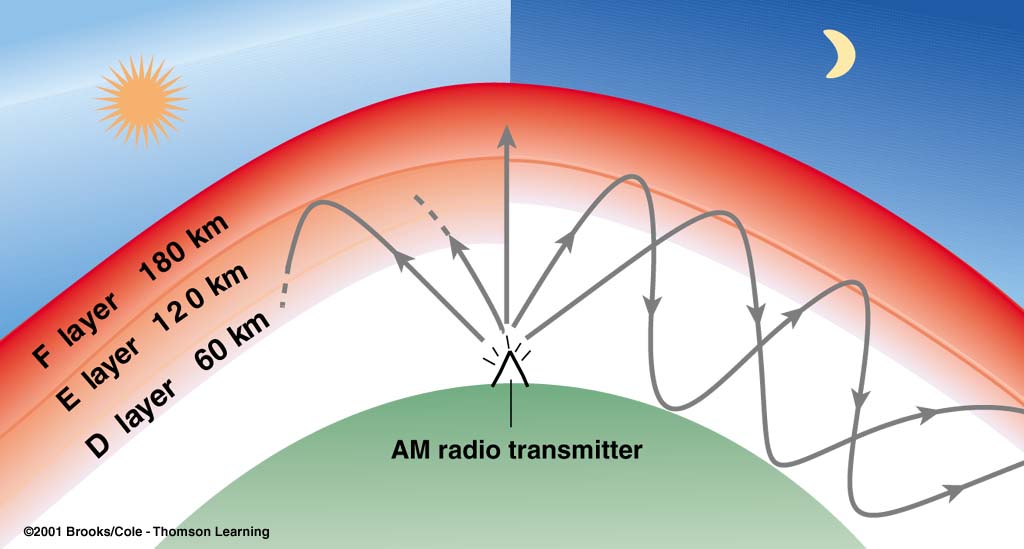 F layer 180 km
E layer 120 km
D layer 60 km
AM radio transmitter
©2001 Brooks/Cole - Thomson Learning